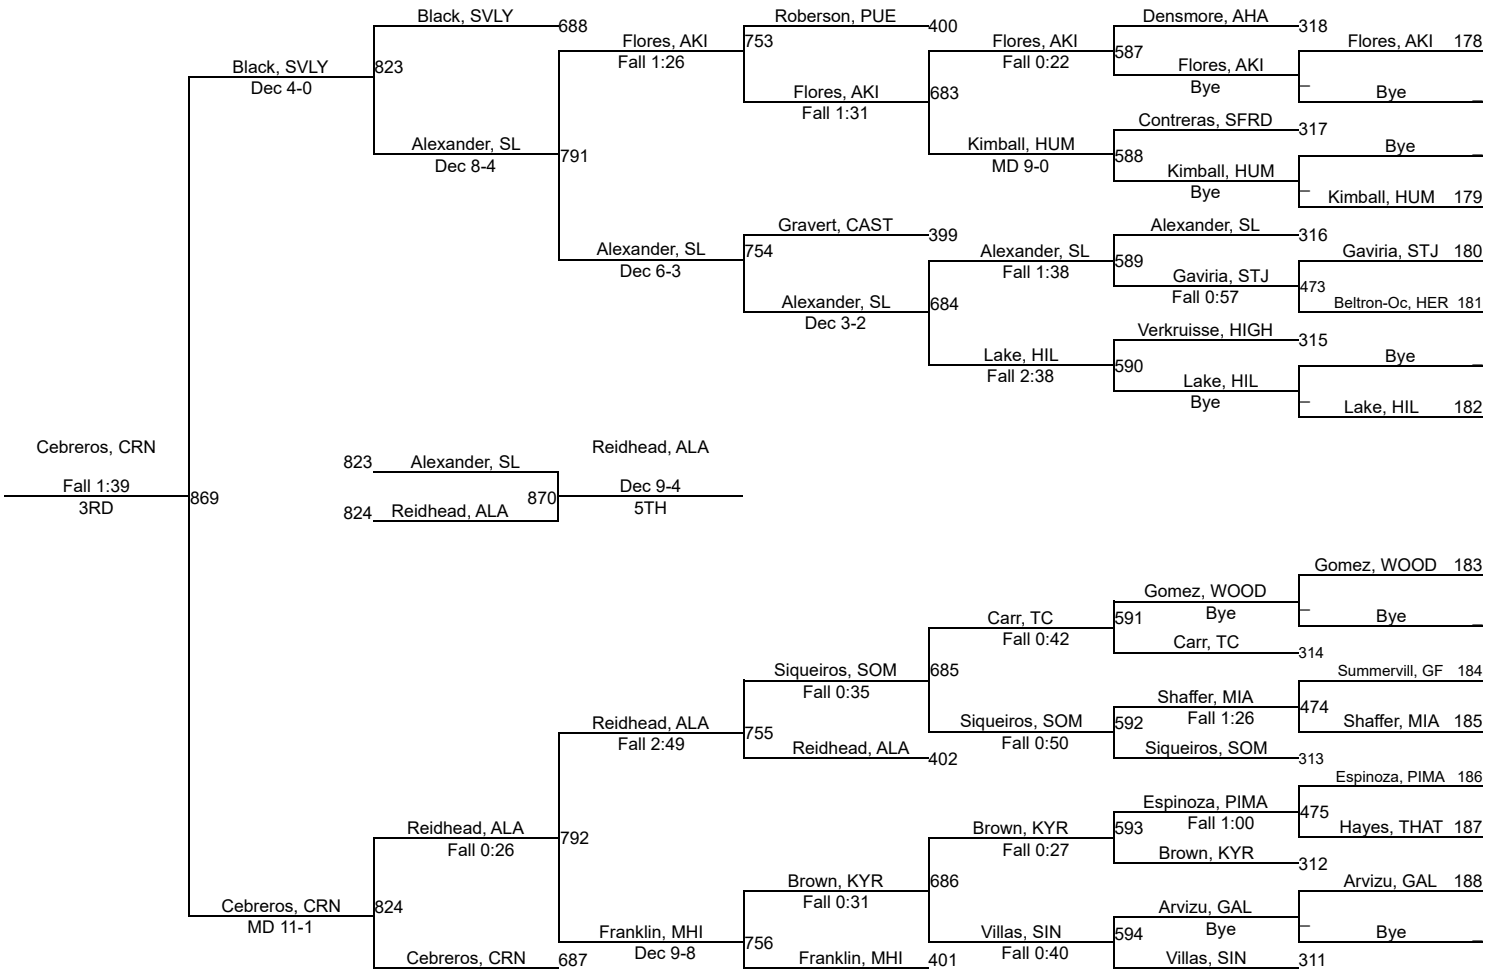 Black, SVLY 688
Roberson, PUE 400
Densmore, AHA 318
Flores, AKI 753
Flores, AKI 587
Flores, AKI 178
Fall 1:26
Fall 0:22
Black, SVLY 823
Flores, AKI
Dec 4-0
Bye
Flores, AKI 683
Bye
Fall 1:31
Contreras, SFRD 317
Alexander, SL 791
Kimball, HUM 588
Bye
Dec 8-4
MD 9-0
Kimball, HUM
Bye
Kimball, HUM 179
Gravert, CAST 399
Alexander, SL 316
Alexander, SL 754
Alexander, SL 589
Gaviria, STJ 180
Dec 6-3
Fall 1:38
Gaviria, STJ 473
Fall 0:57
Alexander, SL 684
Beltron-Oc, HER 181
Dec 3-2
Verkruisse, HIGH 315
Lake, HIL 590
Bye
Fall 2:38
Lake, HIL
Bye
Lake, HIL 182
Cebreros, CRN
Reidhead, ALA
823 Alexander, SL
Fall 1:39 869
870 Dec 9-4
3RD
5TH
824 Reidhead, ALA
Gomez, WOOD 183
Gomez, WOOD
Bye
Carr, TC 591
Bye
Fall 0:42
Carr, TC 314
Siqueiros, SOM 685
Summervill, GF 184
Fall 0:35
Shaffer, MIA 474
Fall 1:26
Reidhead, ALA 755
Siqueiros, SOM 592
Shaffer, MIA 185
Fall 2:49
Fall 0:50
Reidhead, ALA 402
Siqueiros, SOM 313
Espinoza, PIMA 186
Espinoza, PIMA 475
Fall 1:00
Reidhead, ALA 792
Brown, KYR 593
Hayes, THAT 187
Fall 0:26
Fall 0:27
Brown, KYR 312
Brown, KYR 686
Arvizu, GAL 188
Fall 0:31
Cebreros, CRN 824
Arvizu, GAL
MD 11-1
Bye
Franklin, MHI 756
Villas, SIN 594
Bye
Dec 9-8
Fall 0:40
Cebreros, CRN 687
Franklin, MHI 401
Villas, SIN 311